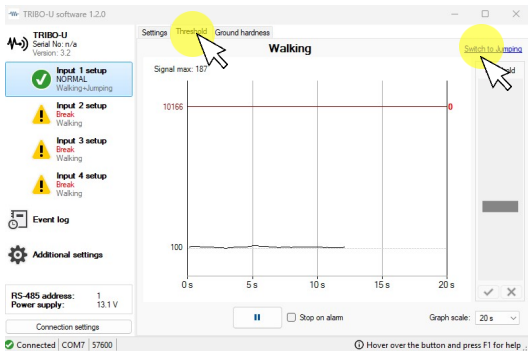 TRIBO-U software 1.2.0
TRIBO-U
Serial No: n/a
Version: 3.2
Input 1 setup
NORMAL
Walking+Jumping
Input 2 setup
Break
Walking
Input 3 setup
Break
Walking
Input 4 setup
Break
Walking
Event log
Additional settings
RS-485 address: 1
Power supply: 13.1 V
Connection settings
Settings Threshold Ground hardness
Walking
Switch to Jumping
Signal max: 187
10166
0
100
0 s 5 s 10 s 15 s 20 s
Stop on alarm
Graph scale: 20 s
Connected COM7 57600
Hover over the button and press F1 for help